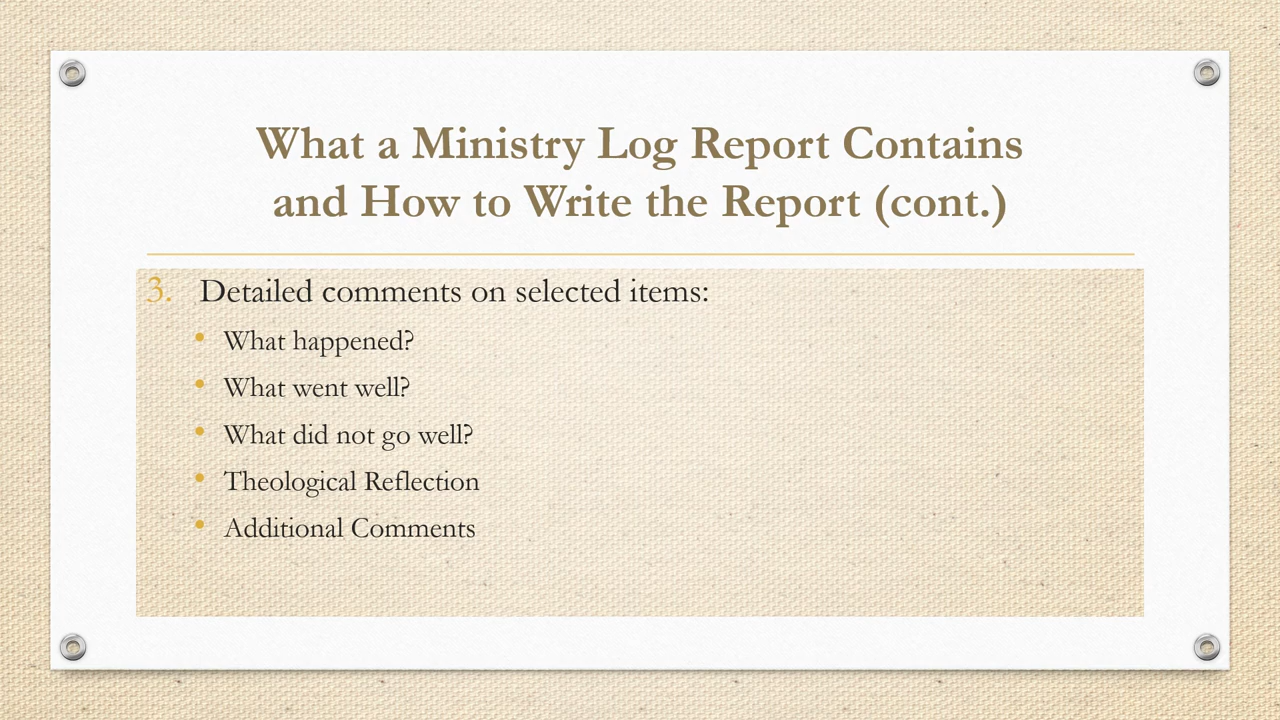 What a Ministry Log Report Contains
and How to Write the Report (cont.)
3. Detailed comments on selected items:
• What happened?
• What went well?
• What did not go well?
• Theological Reflection
• Additional Comments